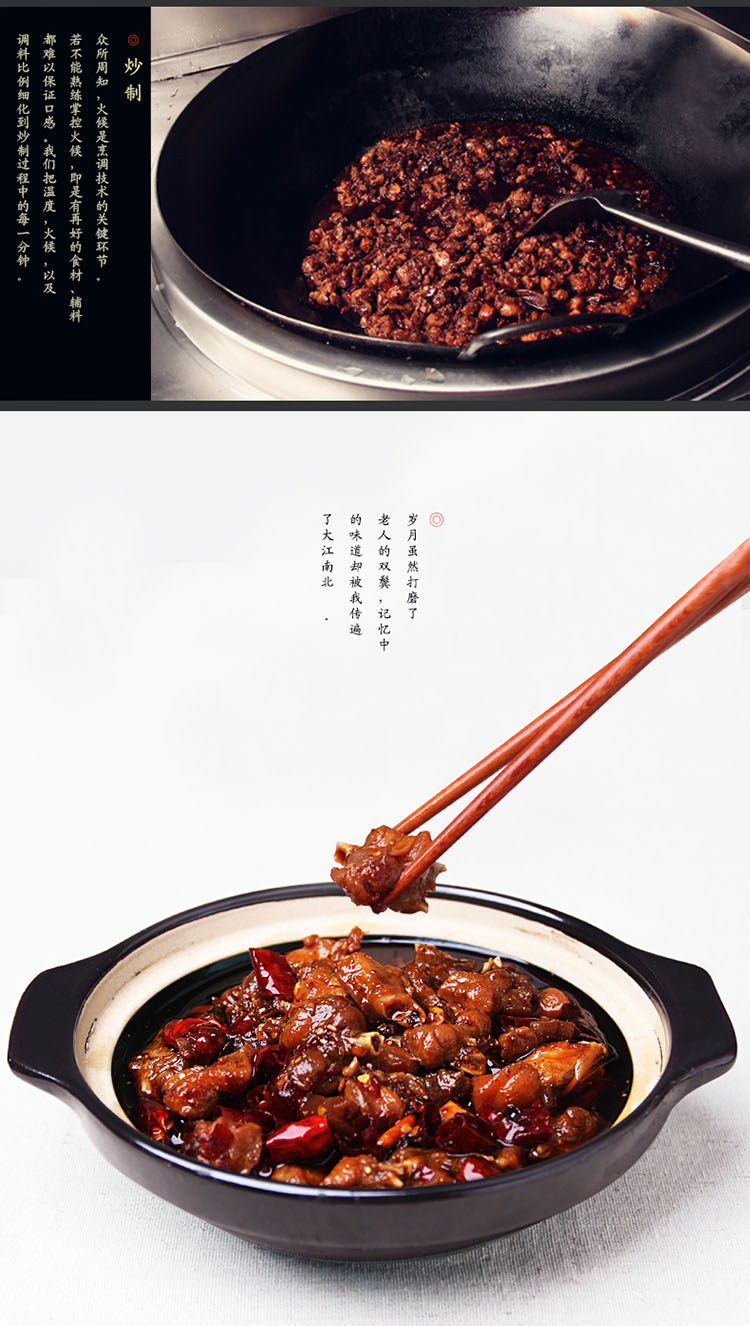 炒制
众所周知,火候是烹调技术的关键环节.
若不能熟练掌控火候,即是有再好的食材、辅料
都难以保证口感.我们把温度,火候,以及
调料比例细化到炒制过程中的每一分钟.
岁月虽然打磨了
老人的双鬓,记忆中
的味道却被我传遍
了大江南北.